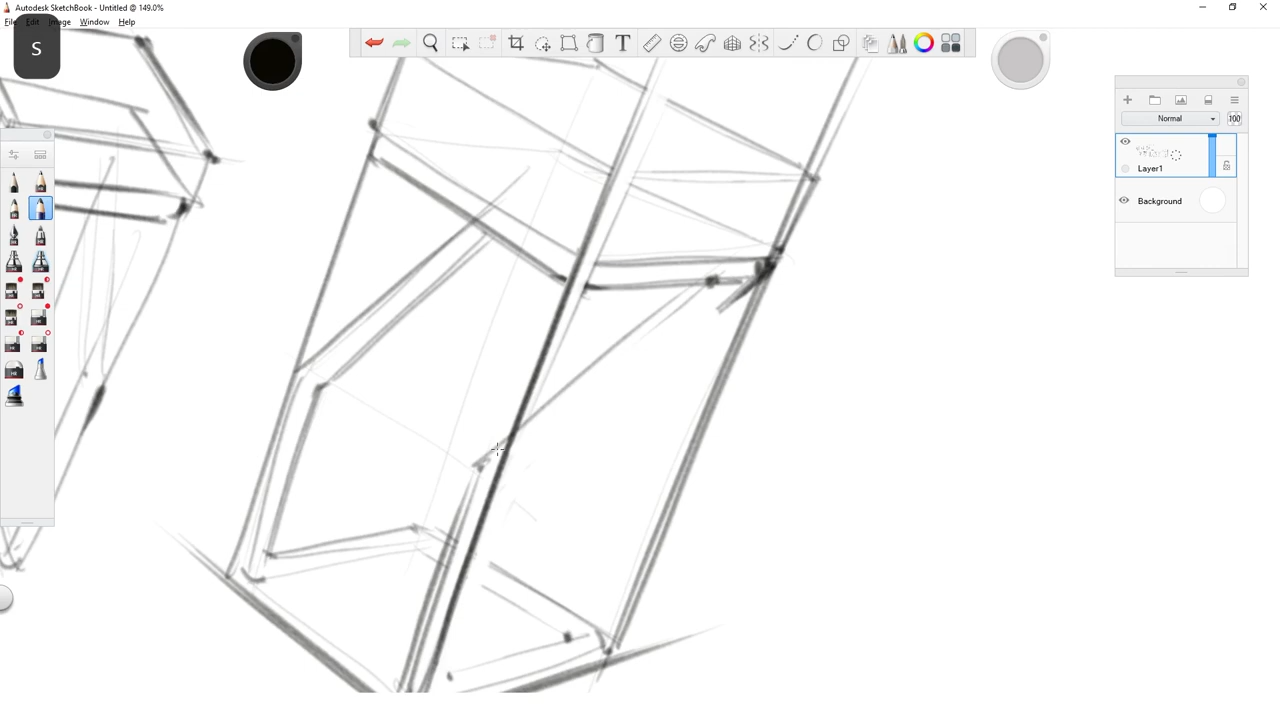 Autodesk SketchBook - Untitled @ 149.0%
File Edit Image Window Help
S
T
Normal
100
Layer1
Background